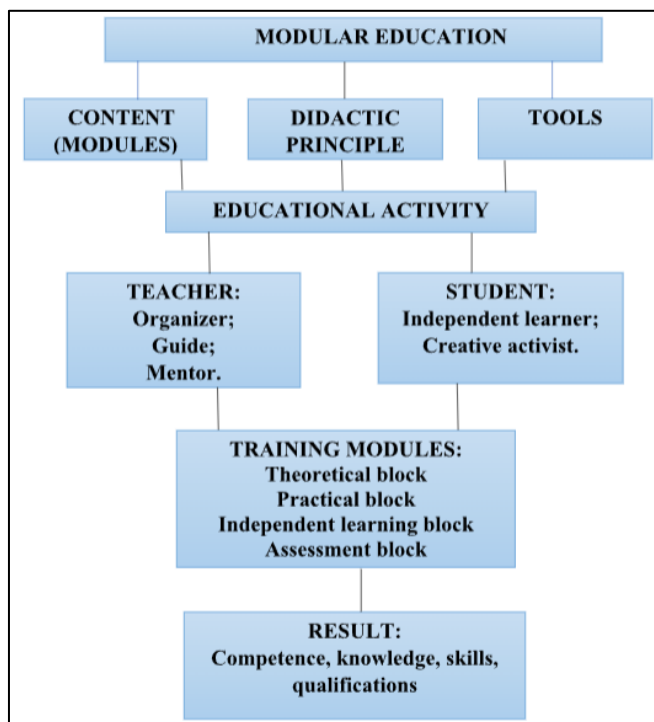 MODULAR EDUCATION
CONTENT
(MODULES)
DIDACTIC
PRINCIPLE
TOOLS
EDUCATIONAL ACTIVITY
TEACHER:
Organizer;
Guide;
Mentor.
STUDENT:
Independent learner;
Creative activist.
TRAINING MODULES:
Theoretical block
Practical block
Independent learning block
Assessment block
RESULT:
Competence, knowledge, skills,
qualifications